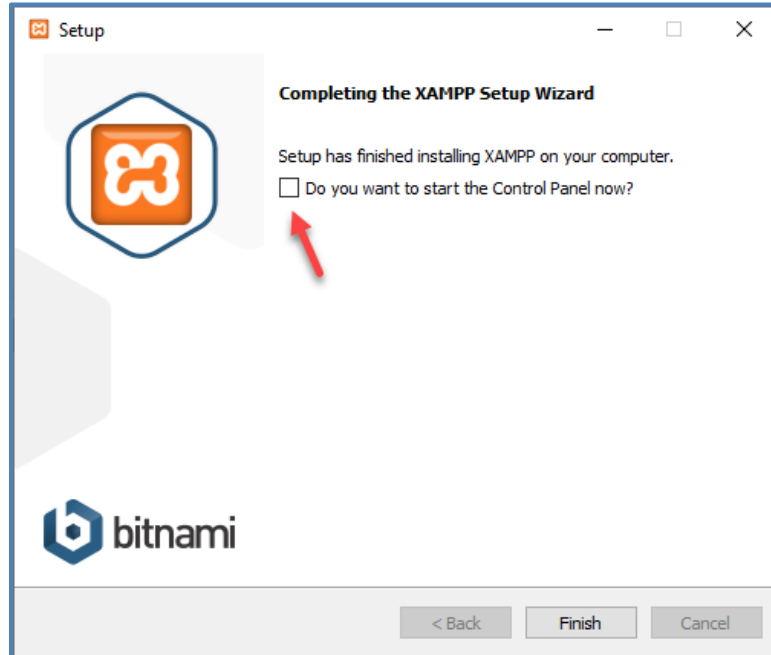 Setup
Completing the XAMPP Setup Wizard
Setup has finished installing XAMPP on your computer.
Do you want to start the Control Panel now?
bitnami
< Back
Finish
Cancel